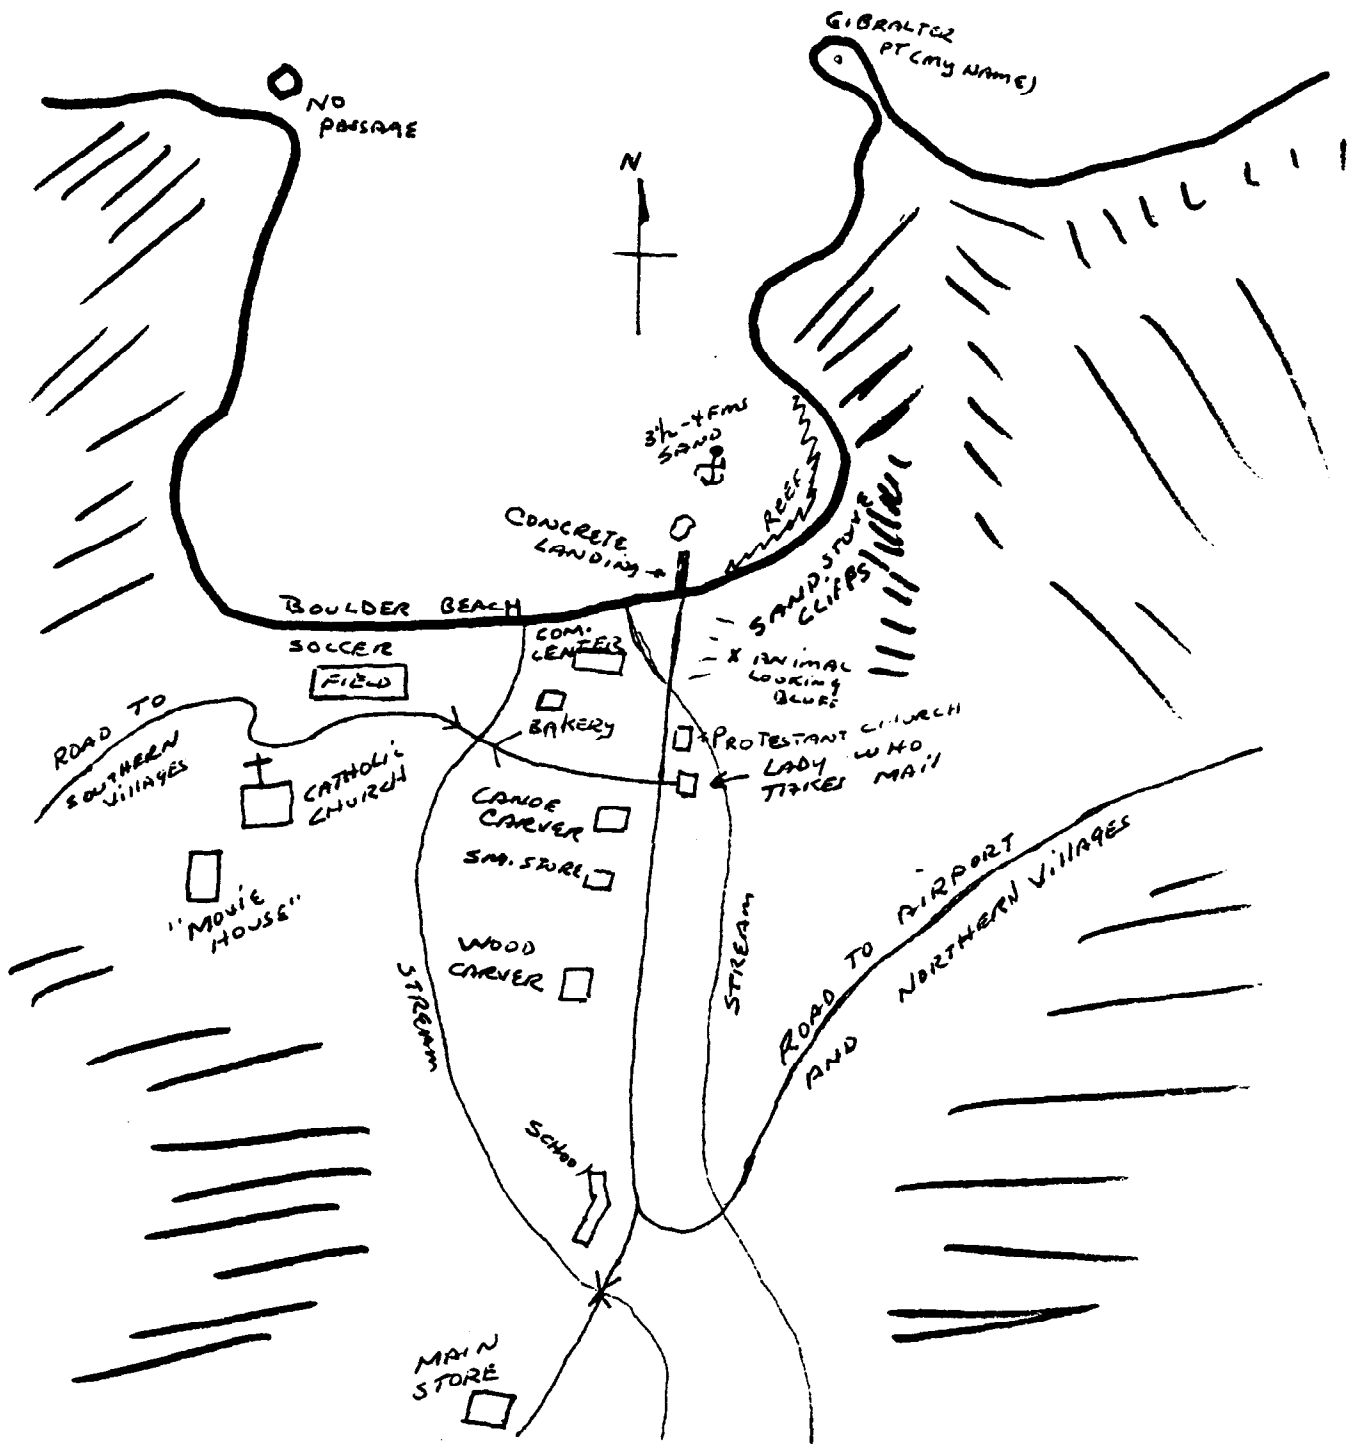 GIBRALTER
PT (MY NAME)
NO
PASSAGE
N
3½-4 FMS
SAND
REEF
CONCRETE
LANDING
SANDSTONE
CLIFFS
BOULDER BEACH
SOCCER
FIELD
COM.
CENTER
X ANIMAL
LOOKING
BLUFF
BAKERY
ROAD TO
SOUTHERN
VILLAGES
PROTESTANT CHURCH
LADY WHO
TAKES MAIL
CATHOLIC
CHURCH
CANOE
CARVER
SM. STORE
"MOVIE
HOUSE"
WOOD
CARVER
STREAM
STREAM
ROAD TO AIRPORT
AND NORTHERN VILLAGES
SCHOOL
MAIN
STORE